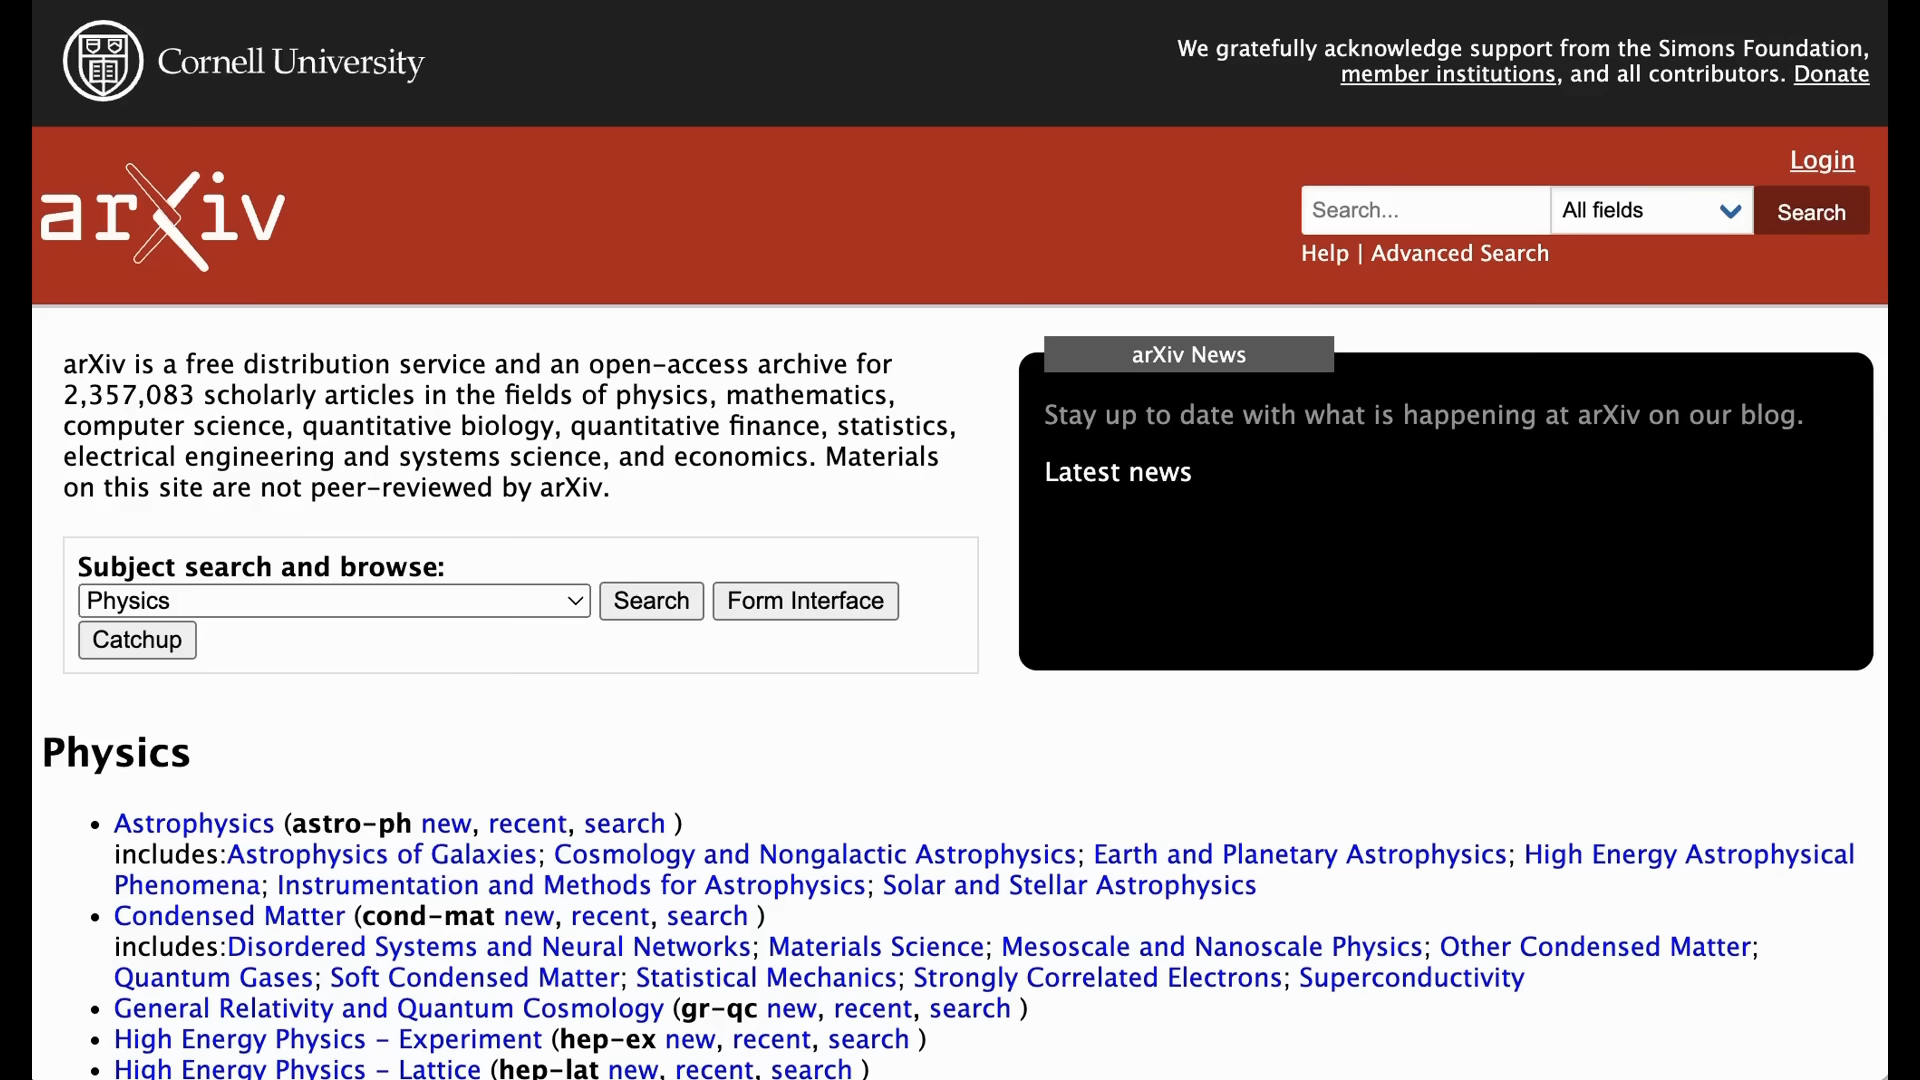 Cornell University
We gratefully acknowledge support from the Simons Foundation,
member institutions, and all contributors. Donate
Login
arXiv
Search...
All fields
Search
Help | Advanced Search
arXiv is a free distribution service and an open-access archive for
2,357,083 scholarly articles in the fields of physics, mathematics,
computer science, quantitative biology, quantitative finance, statistics,
electrical engineering and systems science, and economics. Materials
on this site are not peer-reviewed by arXiv.
arXiv News
Stay up to date with what is happening at arXiv on our blog.
Latest news
Subject search and browse:
Physics
Search
Form Interface
Catchup
Physics
• Astrophysics (astro-ph new, recent, search )
includes:Astrophysics of Galaxies; Cosmology and Nongalactic Astrophysics; Earth and Planetary Astrophysics; High Energy Astrophysical
Phenomena; Instrumentation and Methods for Astrophysics; Solar and Stellar Astrophysics
• Condensed Matter (cond-mat new, recent, search )
includes:Disordered Systems and Neural Networks; Materials Science; Mesoscale and Nanoscale Physics; Other Condensed Matter;
Quantum Gases; Soft Condensed Matter; Statistical Mechanics; Strongly Correlated Electrons; Superconductivity
• General Relativity and Quantum Cosmology (gr-qc new, recent, search )
• High Energy Physics - Experiment (hep-ex new, recent, search )
• High Energy Physics - Lattice (hep-lat new, recent, search )